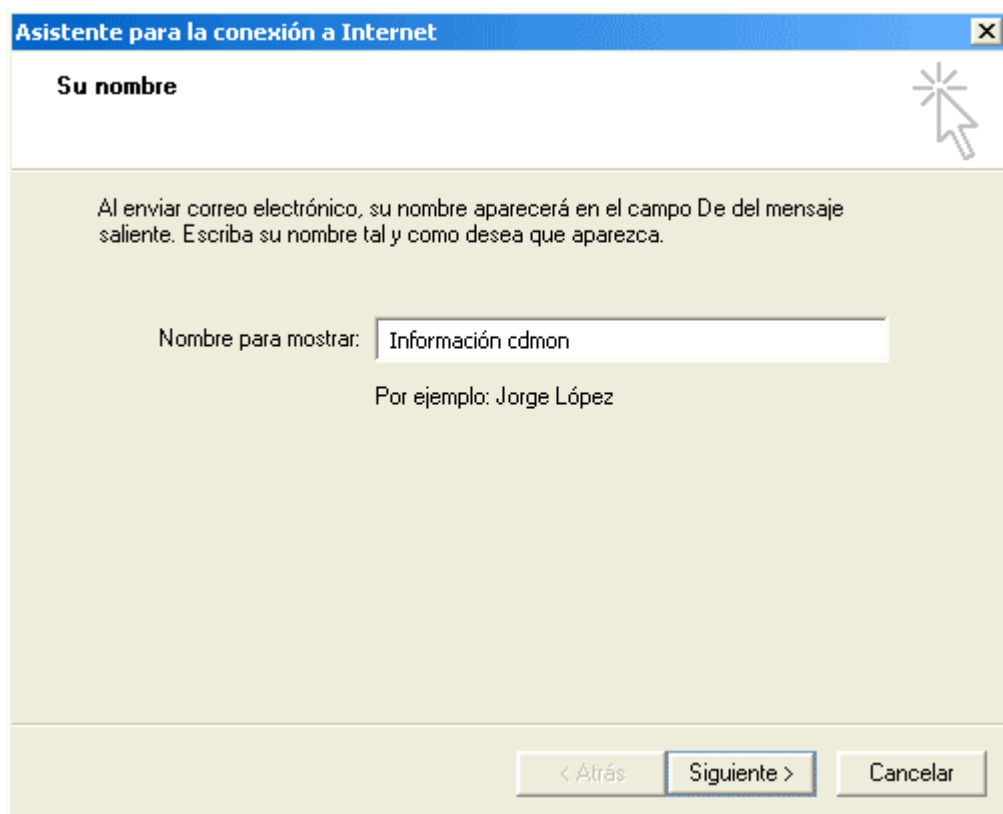 Asistente para la conexión a Internet
Su nombre
Al enviar correo electrónico, su nombre aparecerá en el campo De del mensaje
saliente. Escriba su nombre tal y como desea que aparezca.
Nombre para mostrar: Información cdmon
Por ejemplo: Jorge López
< Atrás Siguiente > Cancelar